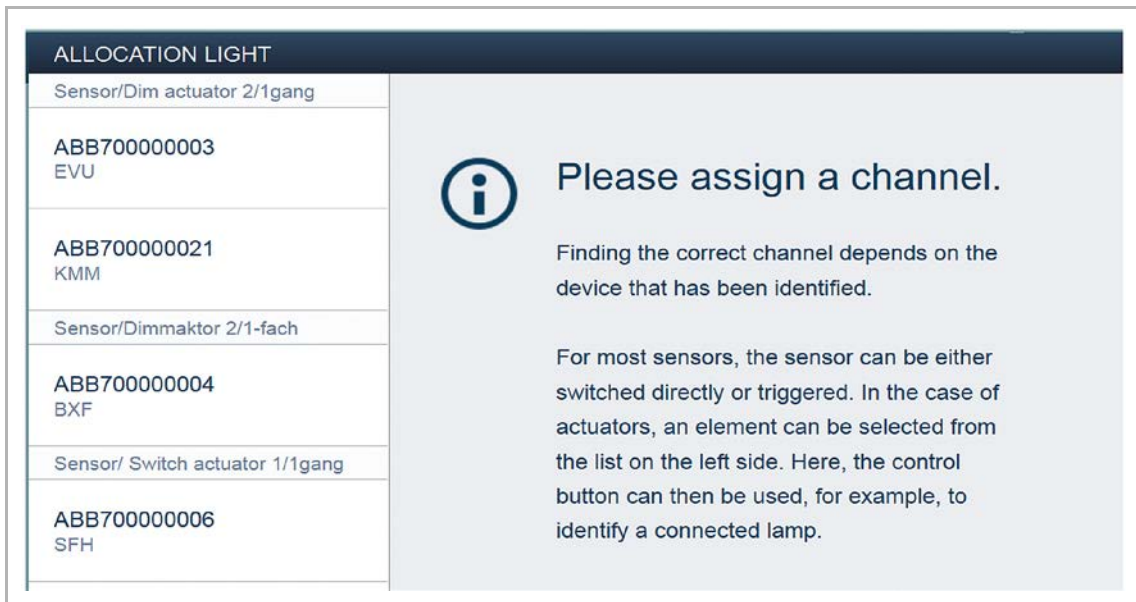 ALLOCATION LIGHT
Sensor/Dim actuator 2/1gang
ABB700000003
EVU
ABB700000021
KMM
Sensor/Dimmaktor 2/1-fach
ABB700000004
BXF
Sensor/ Switch actuator 1/1gang
ABB700000006
SFH
Please assign a channel.
Finding the correct channel depends on the
device that has been identified.
For most sensors, the sensor can be either
switched directly or triggered. In the case of
actuators, an element can be selected from
the list on the left side. Here, the control
button can then be used, for example, to
identify a connected lamp.